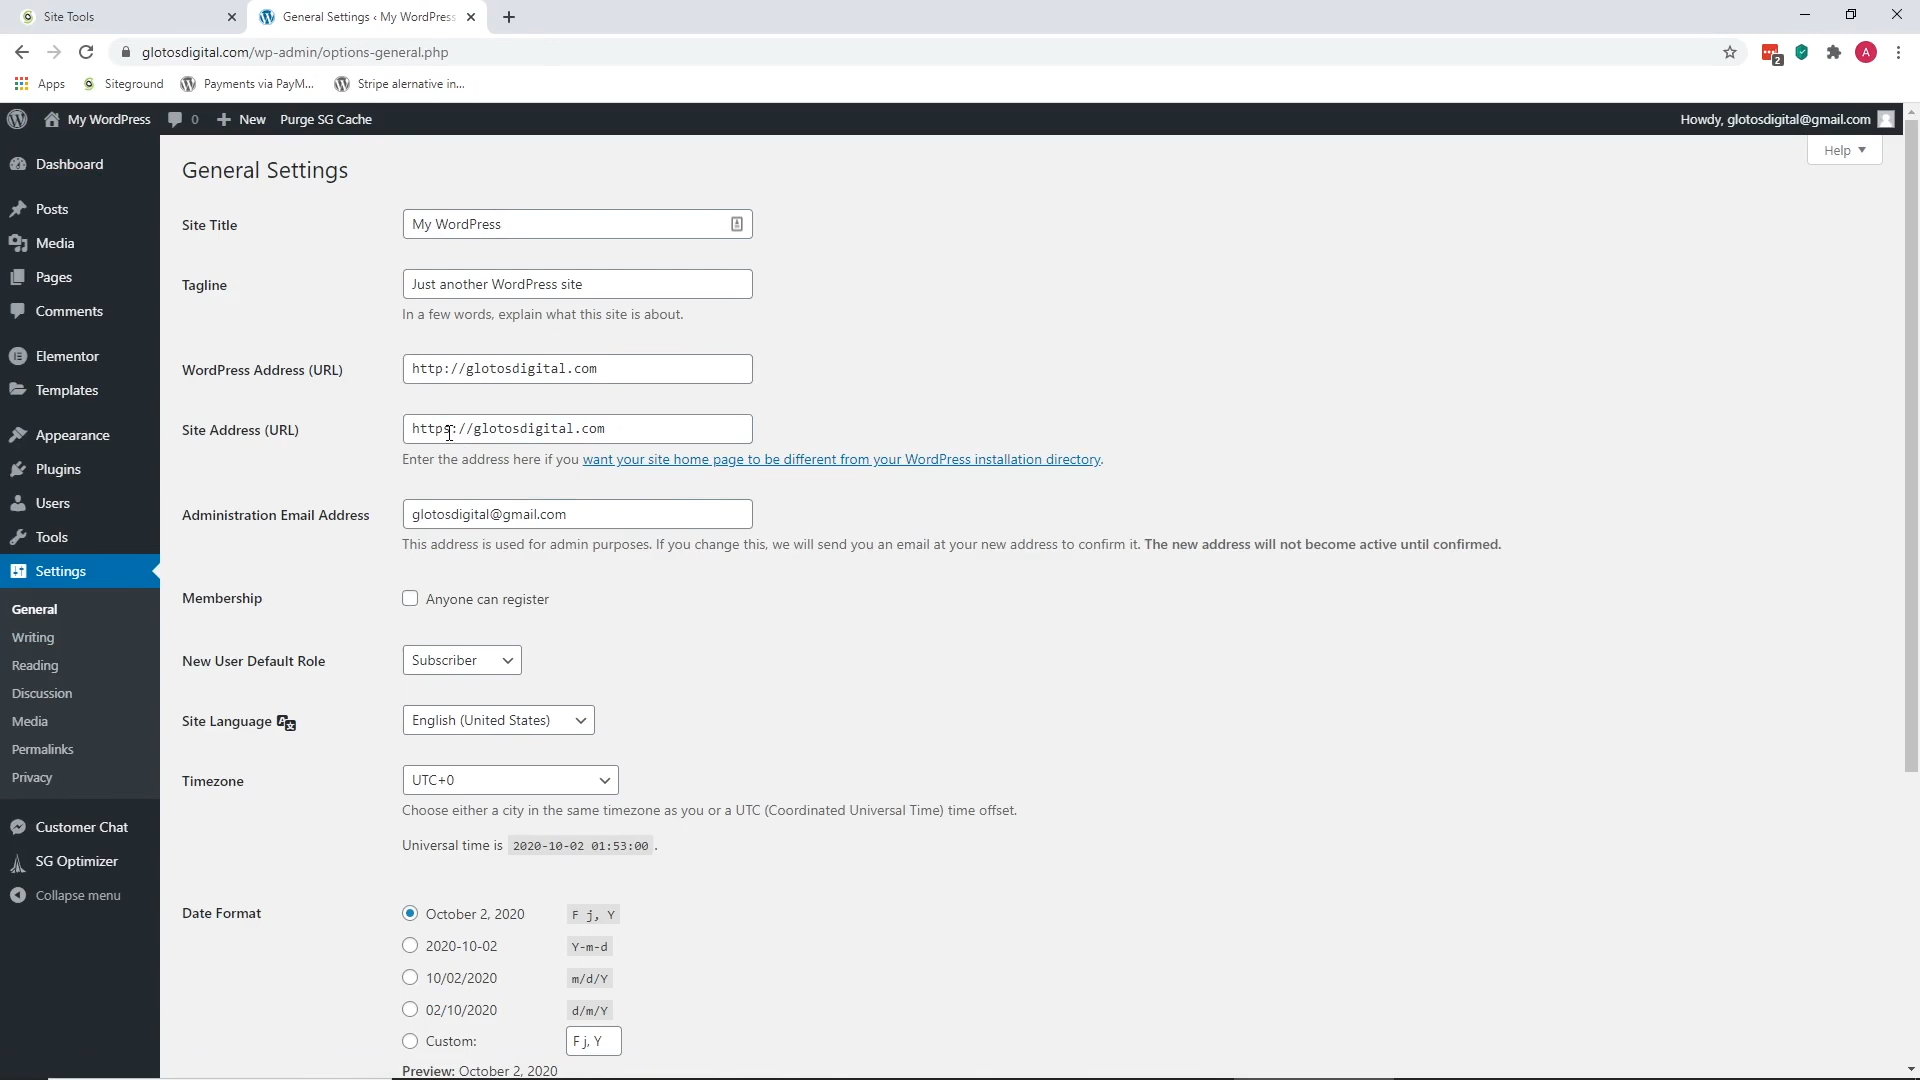 Site Tools
General Settings ‹ My WordPress
glotosdigital.com/wp-admin/options-general.php
2
A
Apps
Siteground
Payments via PayM...
Stripe alernative in...
My WordPress
0
New
Purge SG Cache
Howdy, glotosdigital@gmail.com
Help
Dashboard
Posts
Media
Pages
Comments
Elementor
Templates
Appearance
Plugins
Users
Tools
Settings
General
Writing
Reading
Discussion
Media
Permalinks
Privacy
Customer Chat
SG Optimizer
Collapse menu
General Settings
Site Title
My WordPress
Tagline
Just another WordPress site
In a few words, explain what this site is about.
WordPress Address (URL)
http://glotosdigital.com
Site Address (URL)
https://glotosdigital.com
Enter the address here if you want your site home page to be different from your WordPress installation directory.
Administration Email Address
glotosdigital@gmail.com
This address is used for admin purposes. If you change this, we will send you an email at your new address to confirm it. The new address will not become active until confirmed.
Membership
Anyone can register
New User Default Role
Subscriber
Site Language
English (United States)
Timezone
UTC+0
Choose either a city in the same timezone as you or a UTC (Coordinated Universal Time) time offset.
Universal time is 2020-10-02 01:53:00 .
Date Format
October 2, 2020 F j, Y
2020-10-02 Y-m-d
10/02/2020 m/d/Y
02/10/2020 d/m/Y
Custom: F j, Y
Preview: October 2, 2020